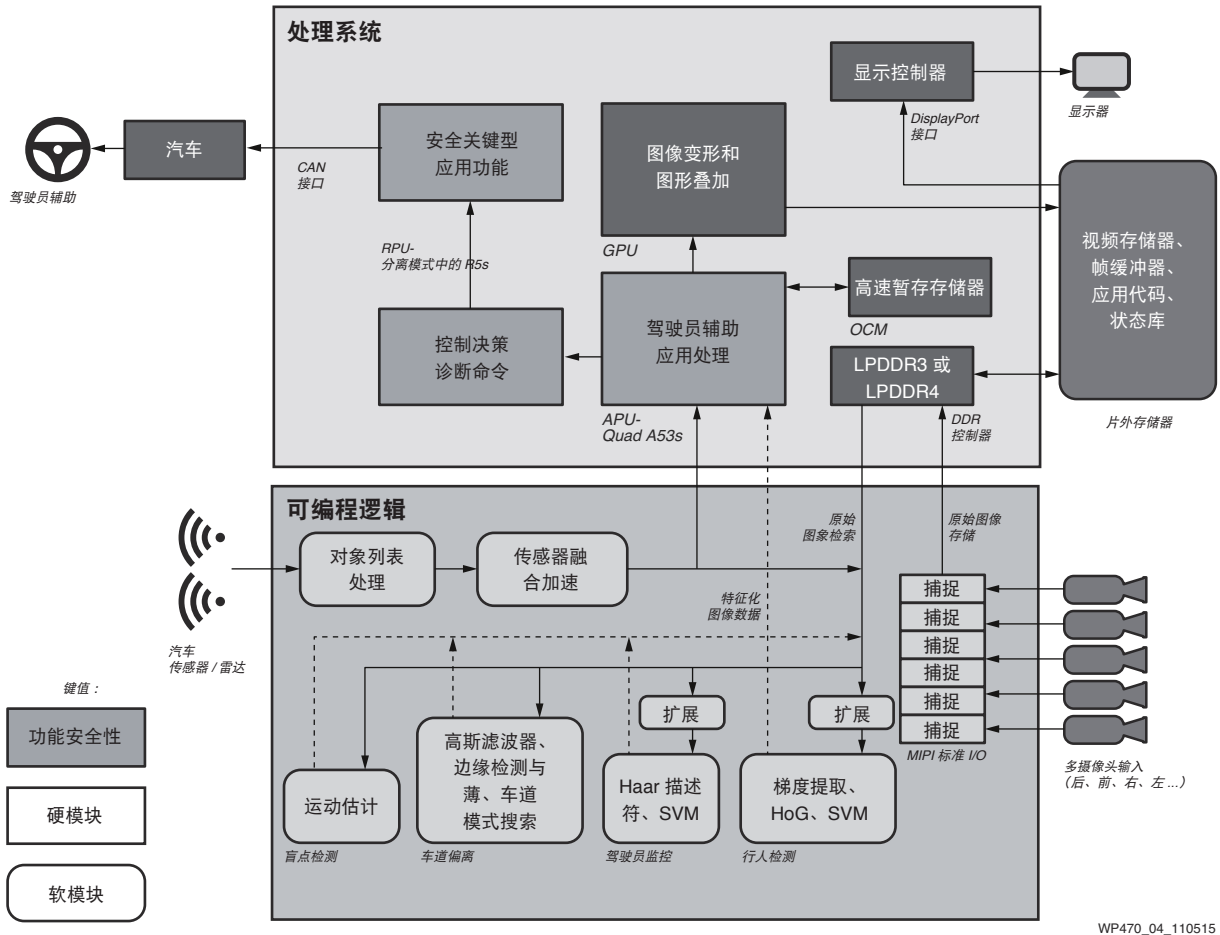 处理系统
显示控制器
显示器
DisplayPort
接口
汽车
驾驶员辅助
CAN
接口
安全关键型
应用功能
图像变形和
图形叠加
GPU
RPU-
分离模式中的 R5s
视频存储器、
帧缓冲器、
应用代码、
状态库
片外存储器
高速暂存存储器
OCM
控制决策
诊断命令
驾驶员辅助
应用处理
APU-
Quad A53s
LPDDR3 或
LPDDR4
DDR
控制器
可编程逻辑
对象列表
处理
传感器融
合加速
原始
图象检索
原始图像
存储
特征化
图像数据
汽车
传感器 / 雷达
捕捉
捕捉
捕捉
捕捉
捕捉
捕捉
MIPI 标准 I/O
多摄像头输入
（后、前、右、左 ...）
扩展
扩展
运动估计
盲点检测
高斯滤波器、
边缘检测与
薄、车道
模式搜索
车道偏离
Haar 描述
符、SVM
驾驶员监控
梯度提取、
HoG、SVM
行人检测
键值：
功能安全性
硬模块
软模块
WP470_04_110515